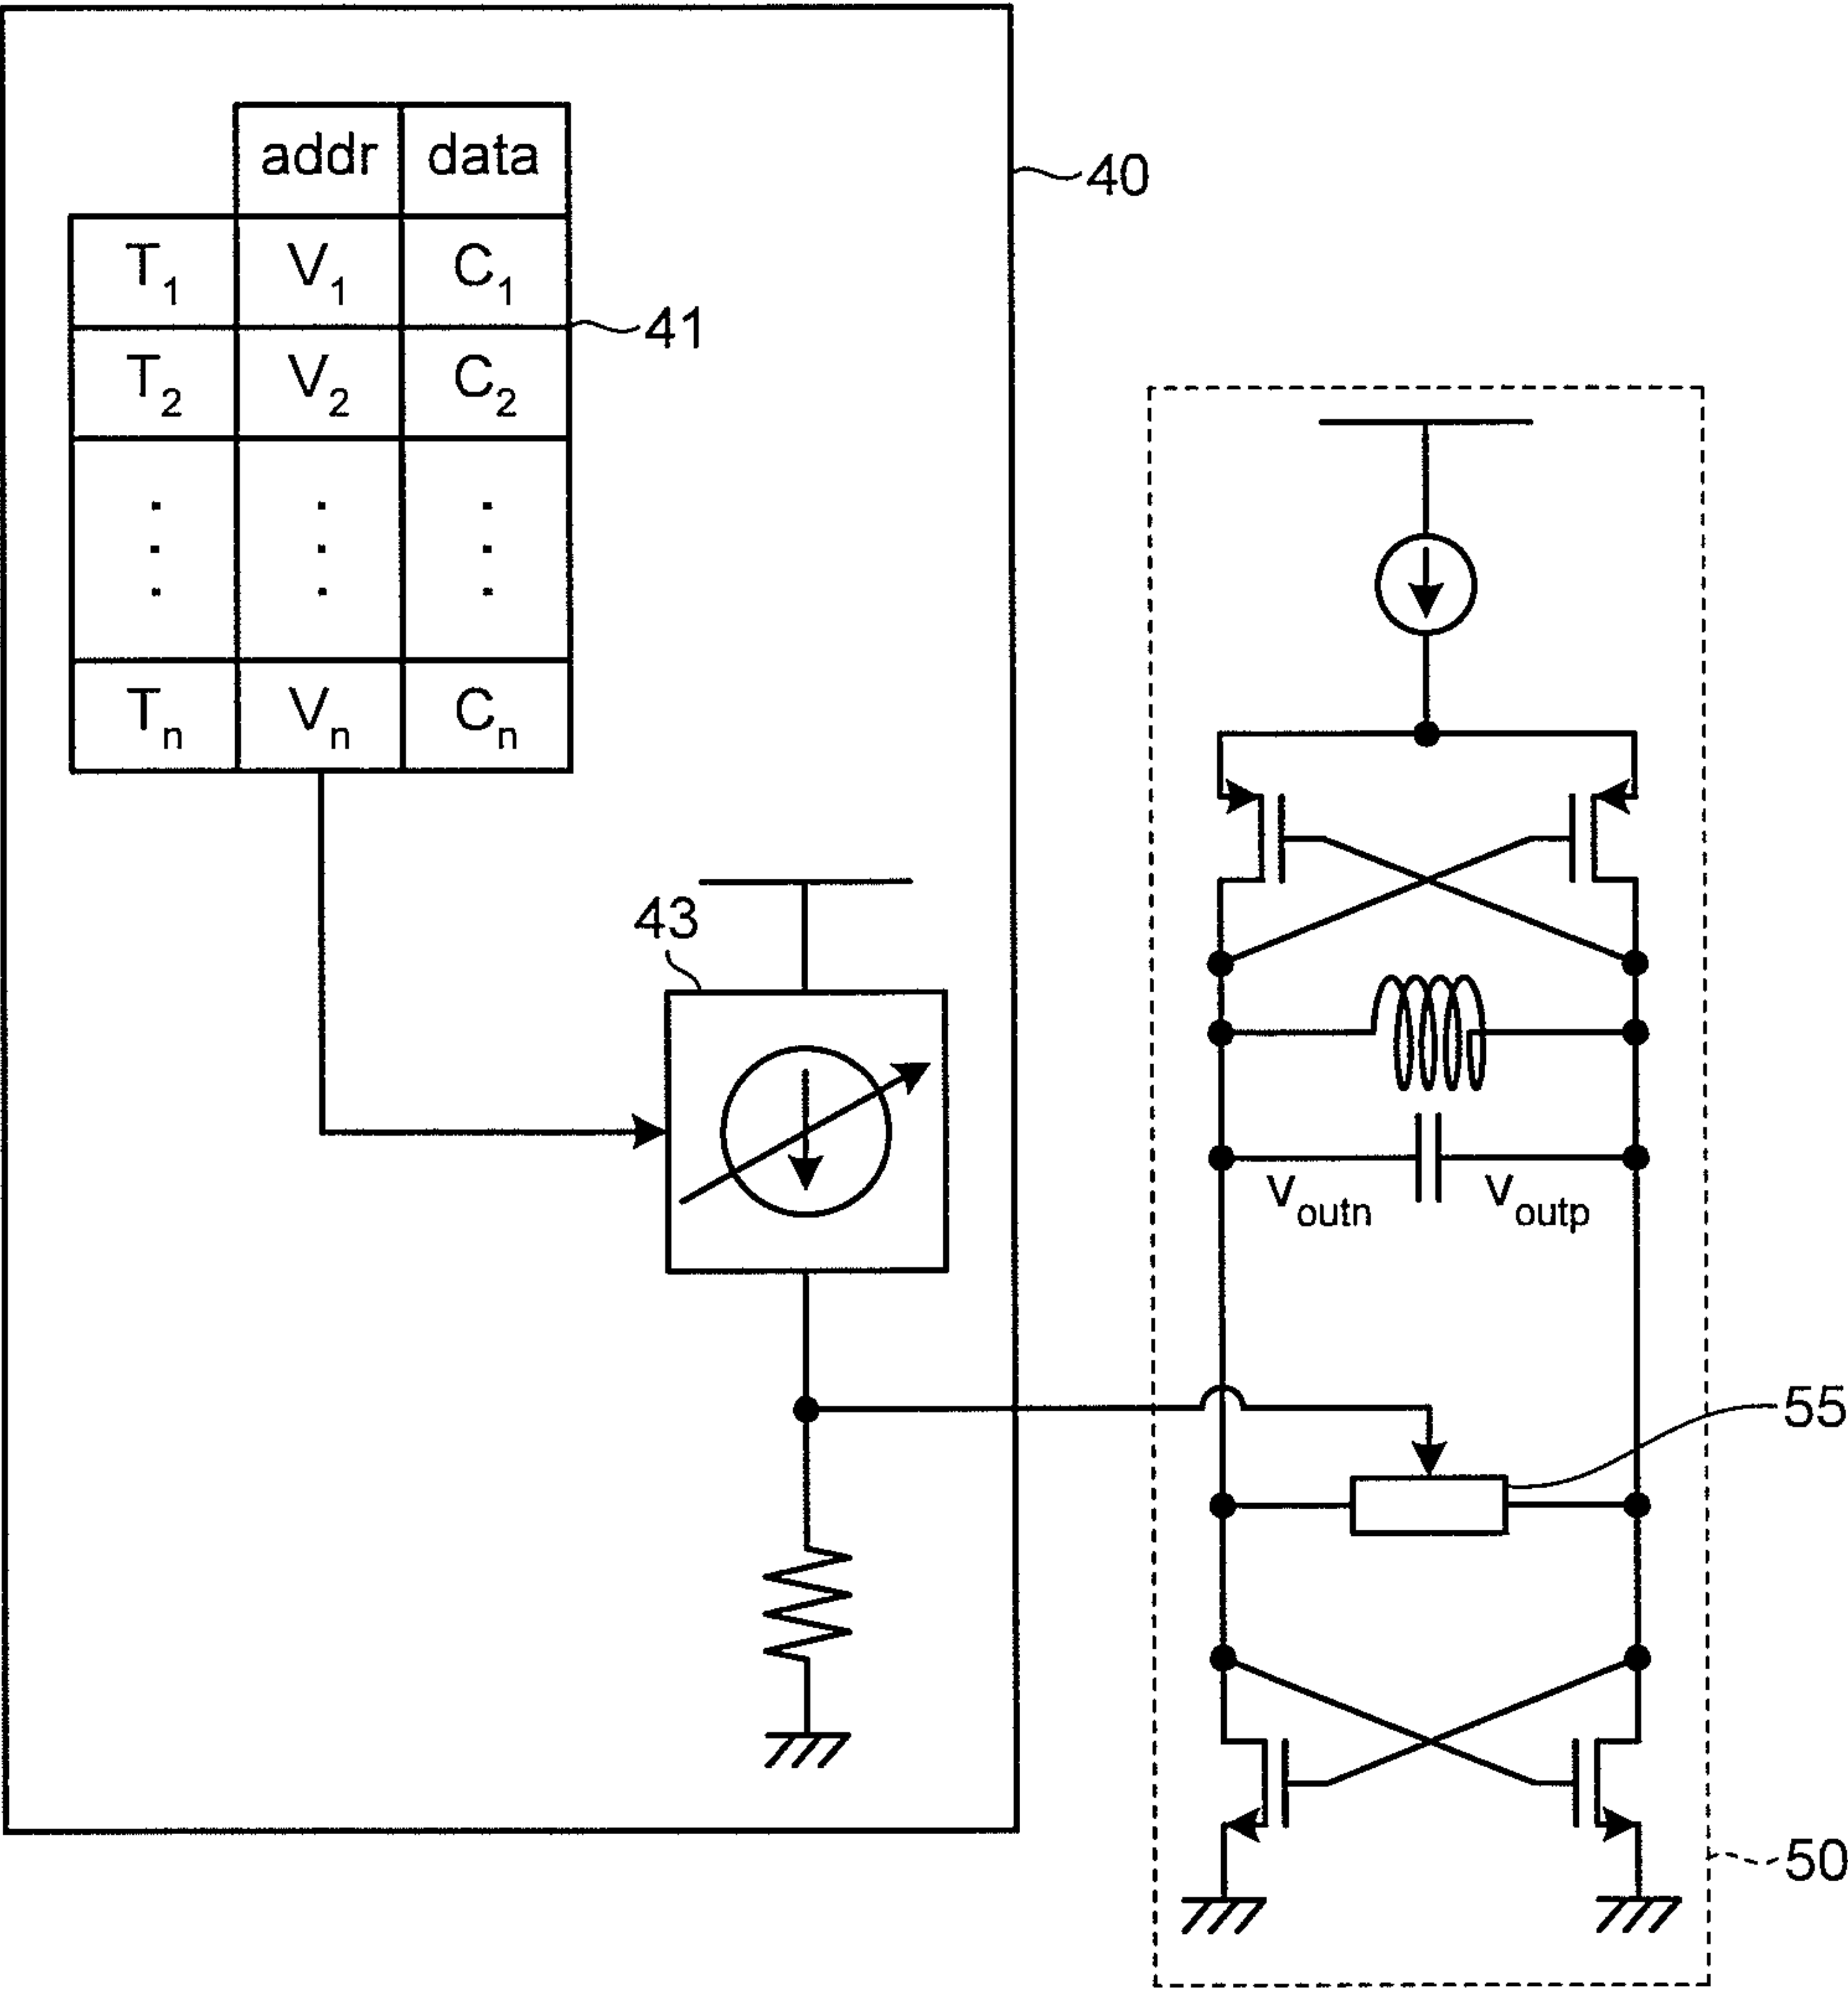 addr data
T1 V1 C1
T2 V2 C2
. . .
. . .
. . .
Tn Vn Cn
40
41
43
Voutn Voutp
55
50